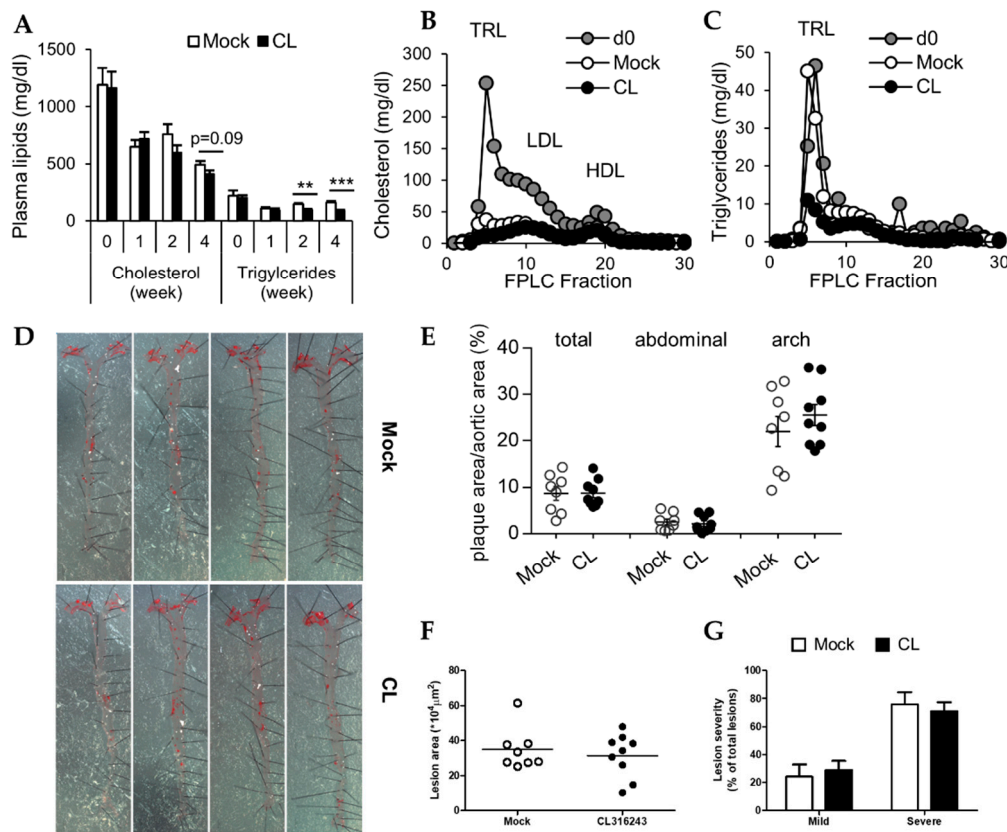 A
Mock CL
Plasma lipids (mg/dl)
1500
1000
500
0
p=0.09
**
***
0 1 2 4 0 1 2 4
Cholesterol (week)
Trigylcerides (week)
B
TRL
d0
Mock
CL
LDL
HDL
Cholesterol (mg/dl)
300
250
200
150
100
50
0
0 10 20 30
FPLC Fraction
C
TRL
d0
Mock
CL
Triglycerides (mg/dl)
50
40
30
20
10
0
0 10 20 30
FPLC Fraction
D
Mock
CL
E
total abdominal arch
plaque area/aortic area (%)
40
30
20
10
0
Mock CL Mock CL Mock CL
F
Lesion area (*10⁴μm²)
80
60
40
20
0
Mock CL316243
G
Mock CL
Lesion severity
(% of total lesions)
100
80
60
40
20
0
Mild Severe